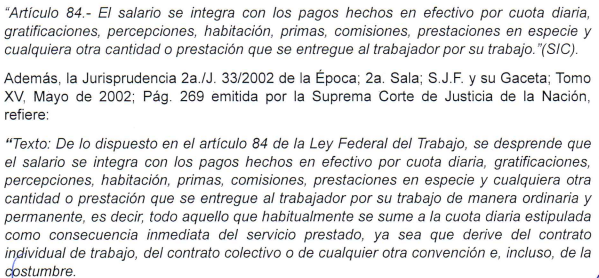 “Artículo 84.- El salario se integra con los pagos hechos en efectivo por cuota diaria,
gratificaciones, percepciones, habitación, primas, comisiones, prestaciones en especie y
cualquiera otra cantidad o prestación que se entregue al trabajador por su trabajo.”(SIC).
Además, la Jurisprudencia 2a./J. 33/2002 de la Época; 2a. Sala; S.J.F. y su Gaceta; Tomo
XV, Mayo de 2002; Pág. 269 emitida por la Suprema Corte de Justicia de la Nación,
refiere:
“Texto: De lo dispuesto en el artículo 84 de la Ley Federal del Trabajo, se desprende que
el salario se integra con los pagos hechos en efectivo por cuota diaria, gratificaciones,
percepciones, habitación, primas, comisiones, prestaciones en especie y cualquiera otra
cantidad o prestación que se entregue al trabajador por su trabajo de manera ordinaria y
permanente, es decir, todo aquello que habitualmente se sume a la cuota diaria estipulada
como consecuencia inmediata del servicio prestado, ya sea que derive del contrato
individual de trabajo, del contrato colectivo o de cualquier otra convención e, incluso, de la
costumbre.